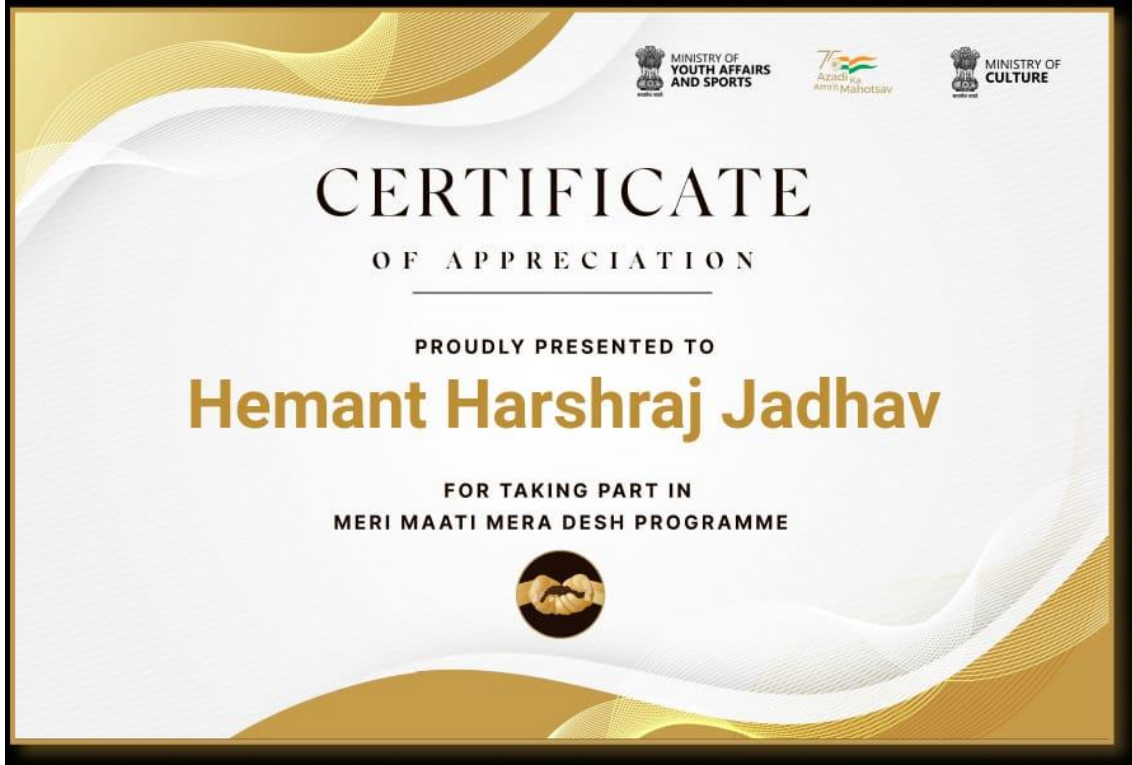 MINISTRY OF
YOUTH AFFAIRS
AND SPORTS
75
Azadi Ka
Amrit Mahotsav
MINISTRY OF
CULTURE
CERTIFICATE
OF APPRECIATION
PROUDLY PRESENTED TO
Hemant Harshraj Jadhav
FOR TAKING PART IN
MERI MAATI MERA DESH PROGRAMME